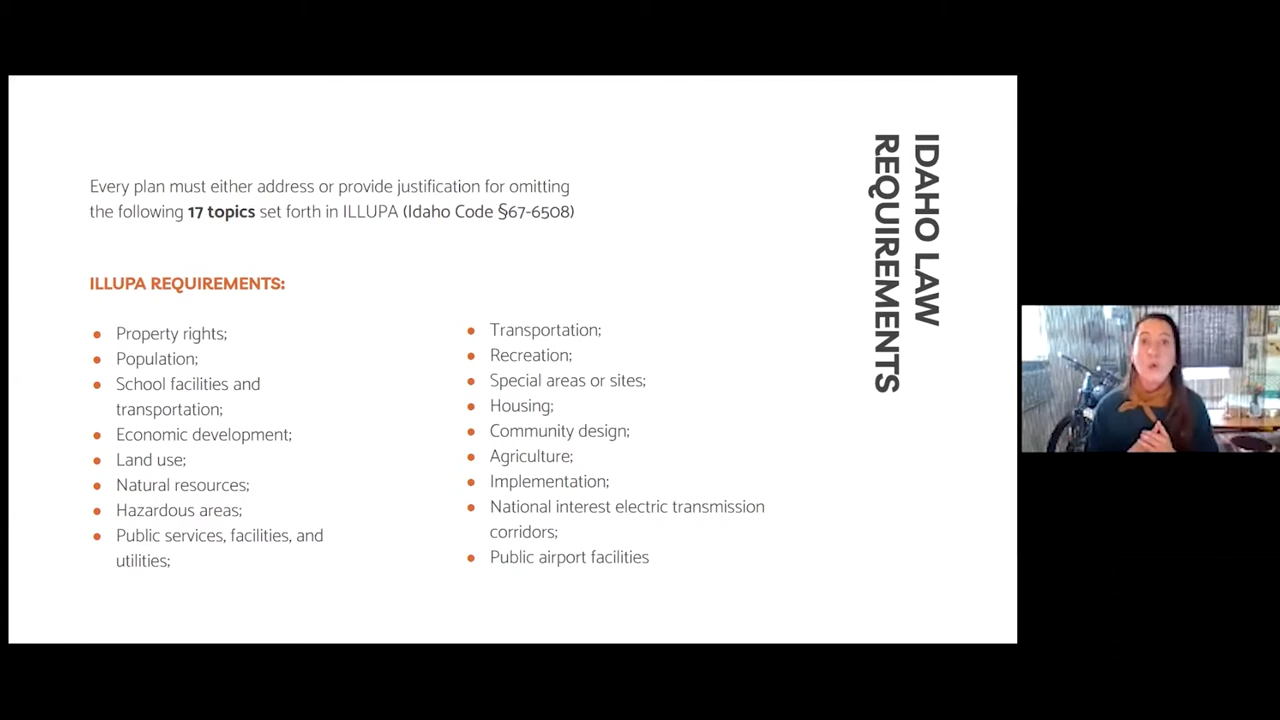 Every plan must either address or provide justification for omitting
the following 17 topics set forth in ILLUPA (Idaho Code §67-6508)
ILLUPA REQUIREMENTS:
● Property rights;
● Population;
● School facilities and
transportation;
● Economic development;
● Land use;
● Natural resources;
● Hazardous areas;
● Public services, facilities, and
utilities;
● Transportation;
● Recreation;
● Special areas or sites;
● Housing;
● Community design;
● Agriculture;
● Implementation;
● National interest electric transmission
corridors;
● Public airport facilities
IDAHO LAW
REQUIREMENTS